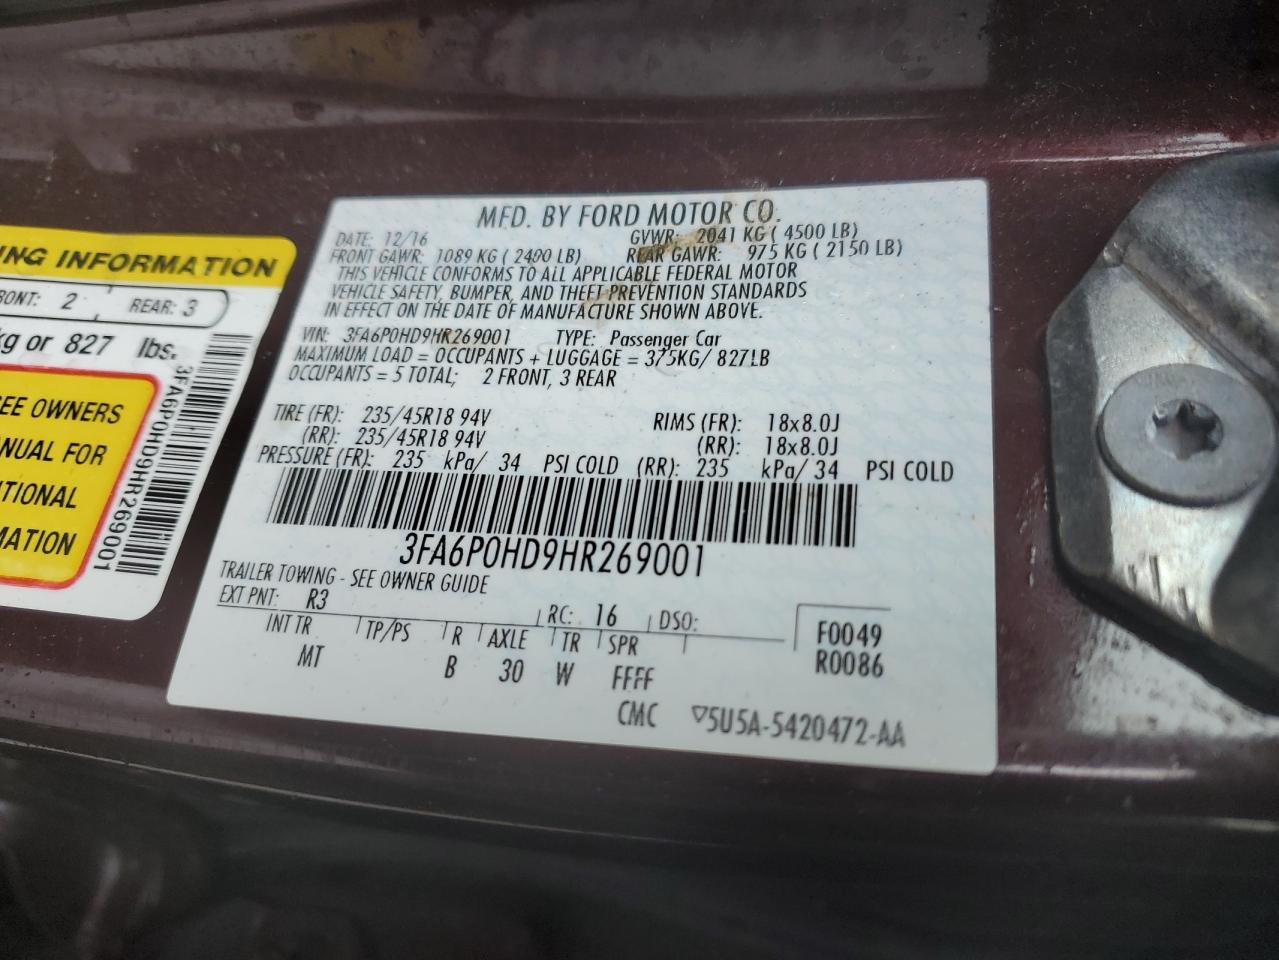 MFD. BY FORD MOTOR CO.
DATE: 12/16 GVWR: 2041 KG ( 4500 LB)
FRONT GAWR: 1089 KG ( 2400 LB) REAR GAWR: 975 KG ( 2150 LB)
THIS VEHICLE CONFORMS TO ALL APPLICABLE FEDERAL MOTOR
VEHICLE SAFETY, BUMPER, AND THEFT PREVENTION STANDARDS
IN EFFECT ON THE DATE OF MANUFACTURE SHOWN ABOVE.
VIN: 3FA6P0HD9HR269001 TYPE: Passenger Car
MAXIMUM LOAD = OCCUPANTS + LUGGAGE = 375KG/ 827LB
OCCUPANTS = 5 TOTAL; 2 FRONT, 3 REAR
TIRE (FR): 235/45R18 94V RIMS (FR): 18x8.0J
(RR): 235/45R18 94V (RR): 18x8.0J
PRESSURE (FR): 235 kPa/ 34 PSI COLD (RR): 235 kPa/ 34 PSI COLD
3FA6P0HD9HR269001
TRAILER TOWING - SEE OWNER GUIDE
EXT PNT: R3 RC: 16 DSO: F0049
INT TR TP/PS R AXLE TR SPR R0086
MT B 30 W FFFF
CMC ▽5U5A-5420472-AA
NG INFORMATION
RONT: 2 REAR: 3
kg or 827 lbs.
SEE OWNERS
NUAL FOR
ITIONAL
MATION
3FA6P0HD9HR269001